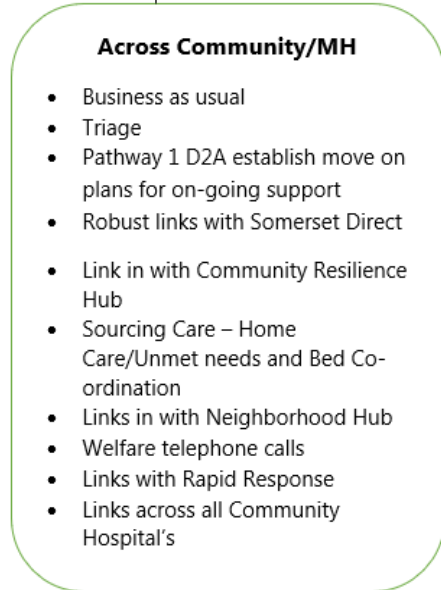 Across Community/MH
• Business as usual
• Triage
• Pathway 1 D2A establish move on
plans for on-going support
• Robust links with Somerset Direct
• Link in with Community Resilience
Hub
• Sourcing Care – Home
Care/Unmet needs and Bed Co-
ordination
• Links in with Neighborhood Hub
• Welfare telephone calls
• Links with Rapid Response
• Links across all Community
Hospital's